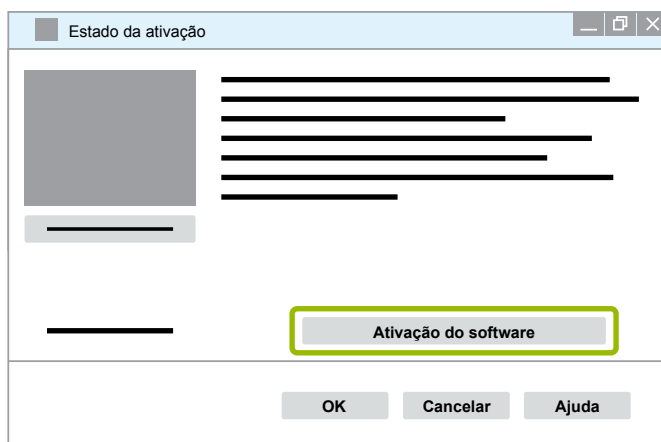 Estado da ativação
Ativação do software
OK
Cancelar
Ajuda